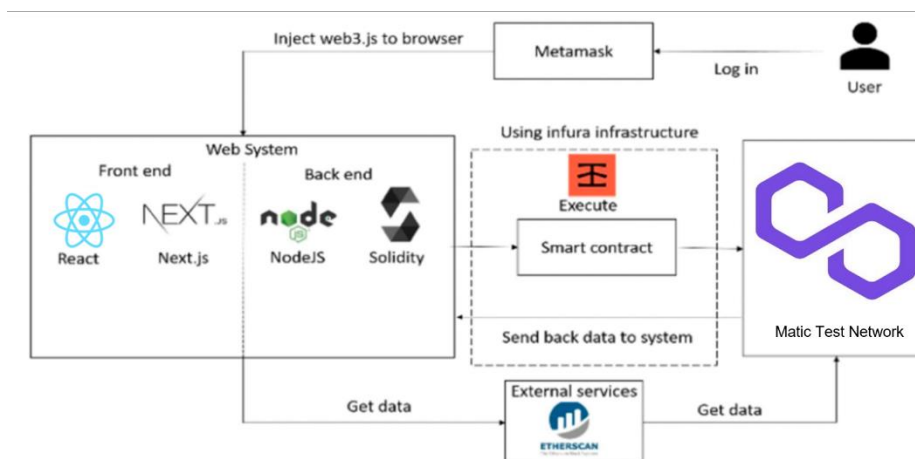 Inject web3.js to browser
Metamask
Log in
User
Web System
Front end
Back end
React
NEXT.JS
Next.js
node
JS
NodeJS
Solidity
Using infura infrastructure
Execute
Smart contract
Send back data to system
Matic Test Network
Get data
External services
ETHERSCAN
Get data